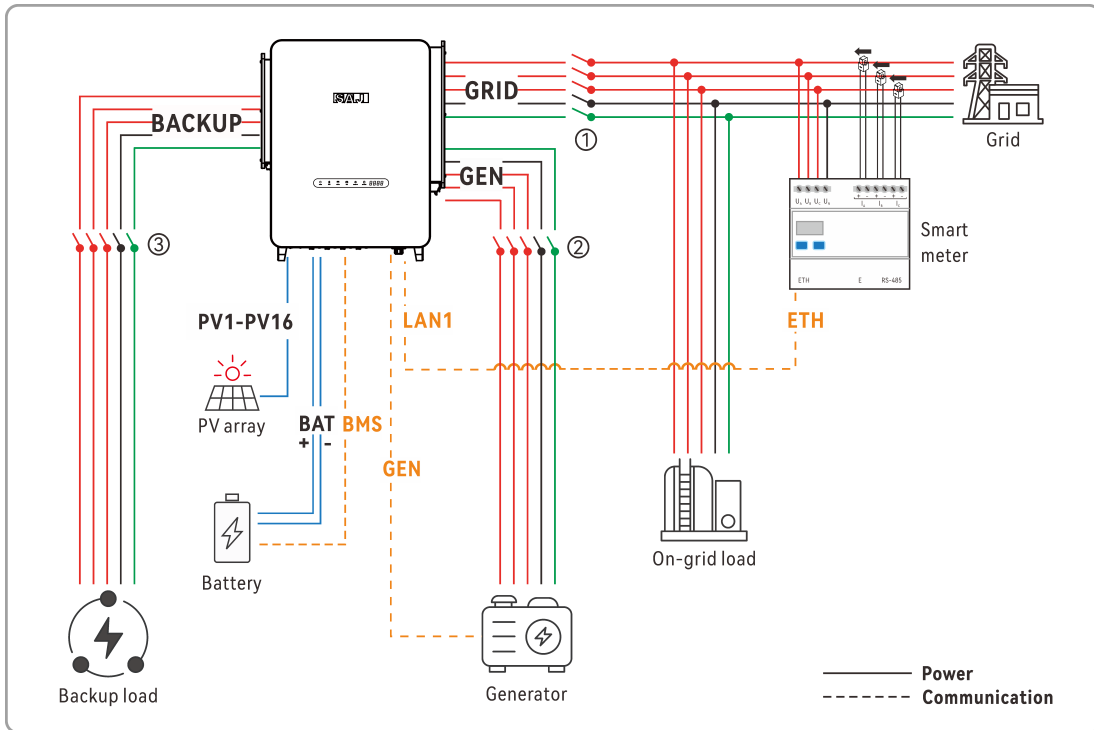 SAJ
GRID
BACKUP
①
Grid
GEN
③
②
Smart
meter
ETH
E
RS-485
PV1-PV16
LAN1
ETH
PV array
BAT
+ -
BMS
GEN
On-grid load
Battery
Backup load
Generator
Power
Communication